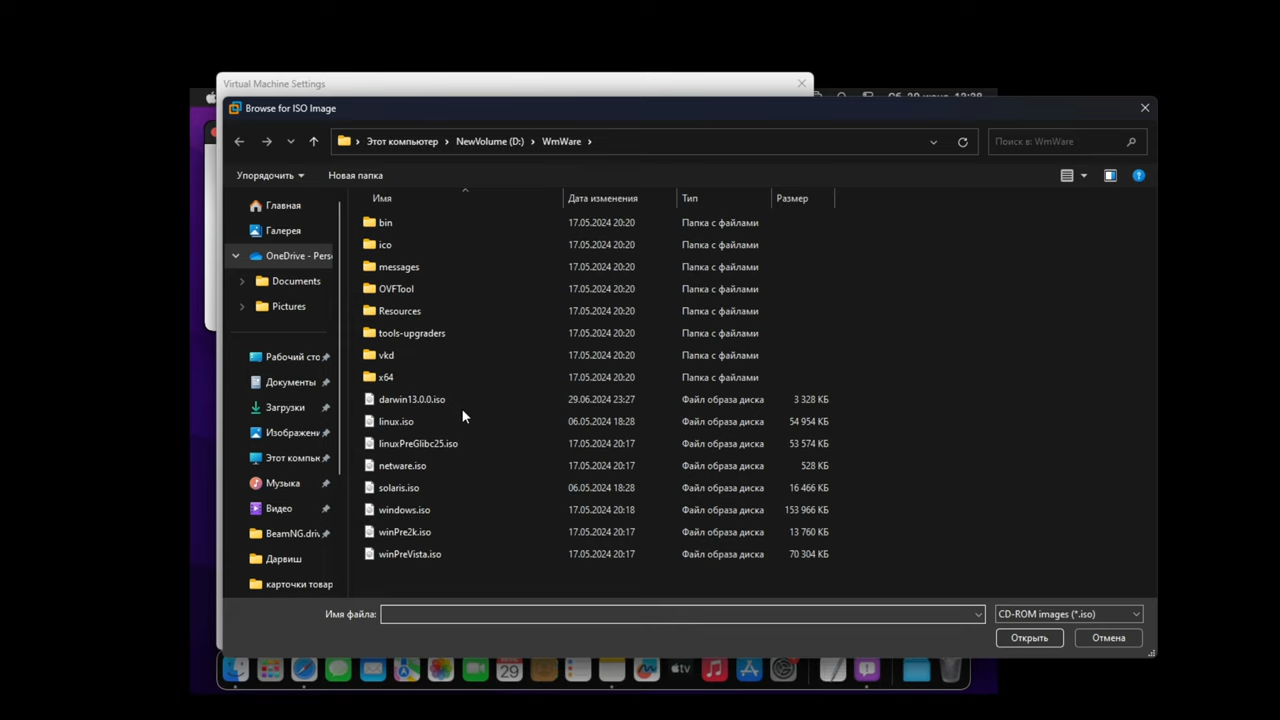 Virtual Machine Settings
Browse for ISO Image
Этот компьютер > NewVolume (D:) > WmWare >
Поиск в: WmWare
Упорядочить
Новая папка
Имя
Дата изменения
Тип
Размер
Главная
Галерея
OneDrive - Perso
Documents
Pictures
Рабочий сто
Документы
Загрузки
Изображени
Этот компью
Музыка
Видео
BeamNG.driv
Дарвиш
карточки товар
bin 17.05.2024 20:20 Папка с файлами
ico 17.05.2024 20:20 Папка с файлами
messages 17.05.2024 20:20 Папка с файлами
OVFTool 17.05.2024 20:20 Папка с файлами
Resources 17.05.2024 20:20 Папка с файлами
tools-upgraders 17.05.2024 20:20 Папка с файлами
vkd 17.05.2024 20:20 Папка с файлами
x64 17.05.2024 20:20 Папка с файлами
darwin13.0.0.iso 29.06.2024 23:27 Файл образа диска 3 328 КБ
linux.iso 06.05.2024 18:28 Файл образа диска 54 954 КБ
linuxPreGlibc25.iso 17.05.2024 20:17 Файл образа диска 53 574 КБ
netware.iso 17.05.2024 20:17 Файл образа диска 528 КБ
solaris.iso 06.05.2024 18:28 Файл образа диска 16 466 КБ
windows.iso 17.05.2024 20:18 Файл образа диска 153 966 КБ
winPre2k.iso 17.05.2024 20:17 Файл образа диска 13 760 КБ
winPreVista.iso 17.05.2024 20:17 Файл образа диска 70 304 КБ
Имя файла:
CD-ROM images (*.iso)
Открыть
Отмена
29
tv